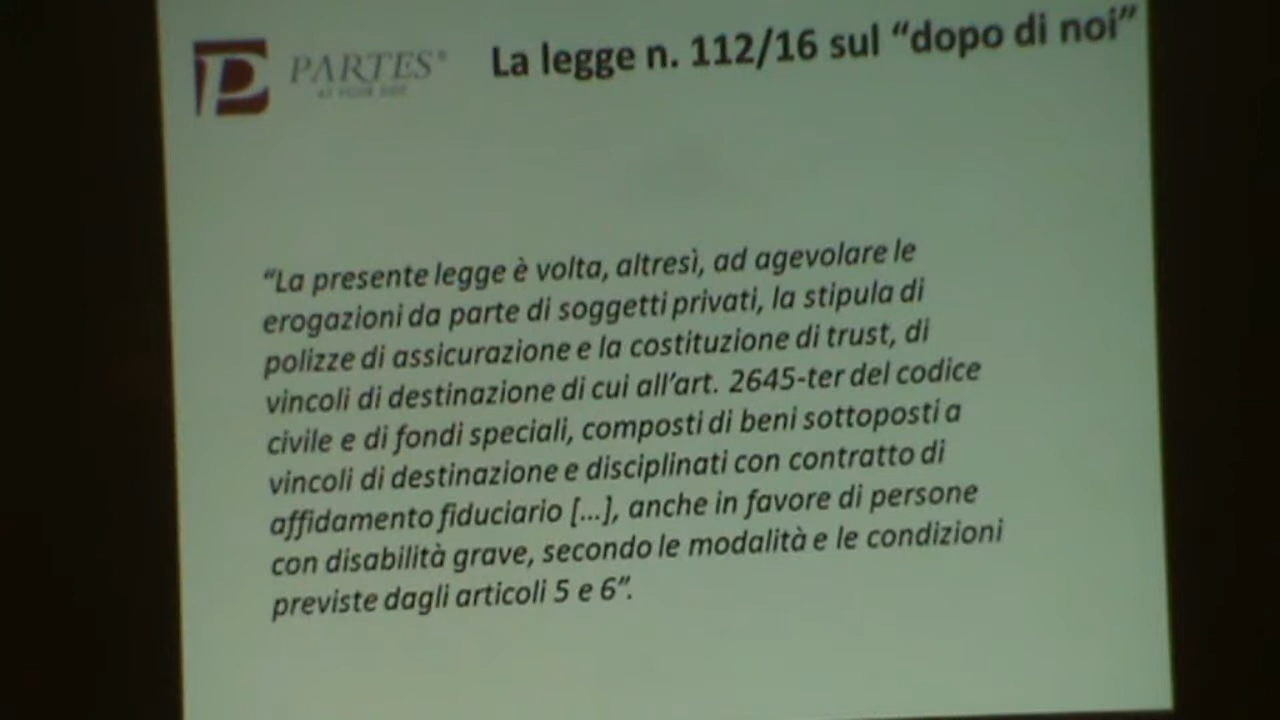 PARTES®
La legge n. 112/16 sul “dopo di noi”
“La presente legge è volta, altresì, ad agevolare le
erogazioni da parte di soggetti privati, la stipula di
polizze di assicurazione e la costituzione di trust, di
vincoli di destinazione di cui all’art. 2645-ter del codice
civile e di fondi speciali, composti di beni sottoposti a
vincoli di destinazione e disciplinati con contratto di
affidamento fiduciario [...], anche in favore di persone
con disabilità grave, secondo le modalità e le condizioni
previste dagli articoli 5 e 6”.